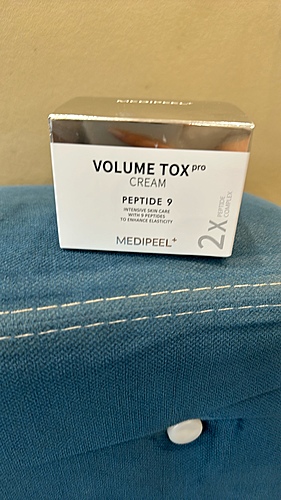 MEDIPEEL+
VOLUME TOX pro
CREAM
PEPTIDE 9
INTENSIVE SKIN CARE
WITH 9 PEPTIDES
TO ENHANCE ELASTICITY
MEDIPEEL+
2X PEPTIDE
COMPLEX